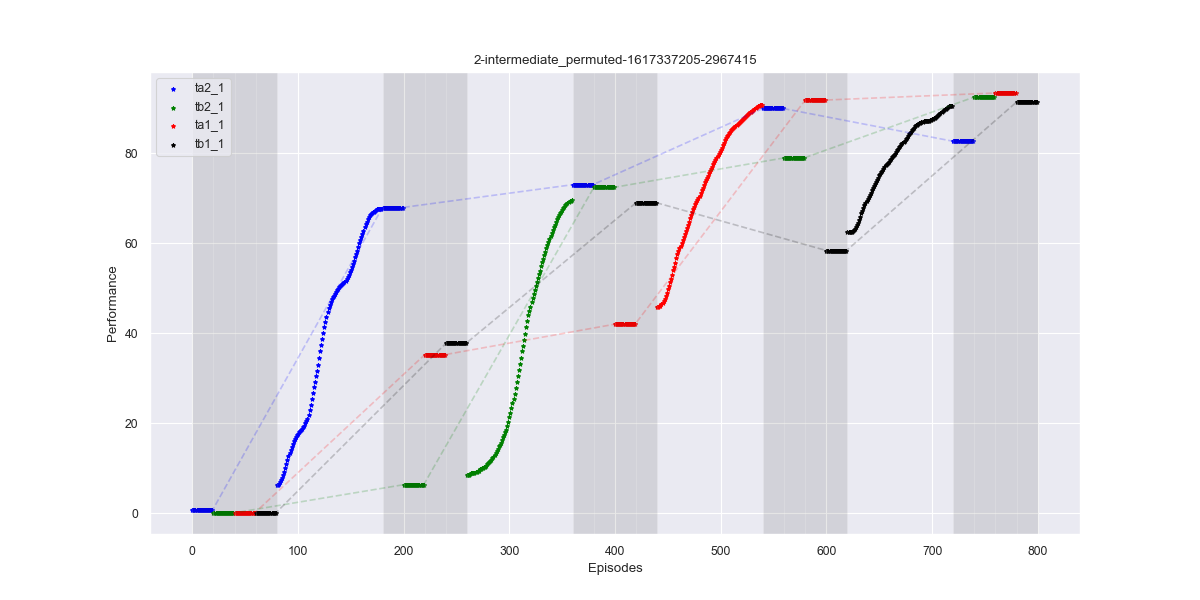 2-intermediate_permuted-1617337205-2967415
ta2_1
tb2_1
ta1_1
tb1_1
Performance
80
60
40
20
0
0 100 200 300 400 500 600 700 800
Episodes